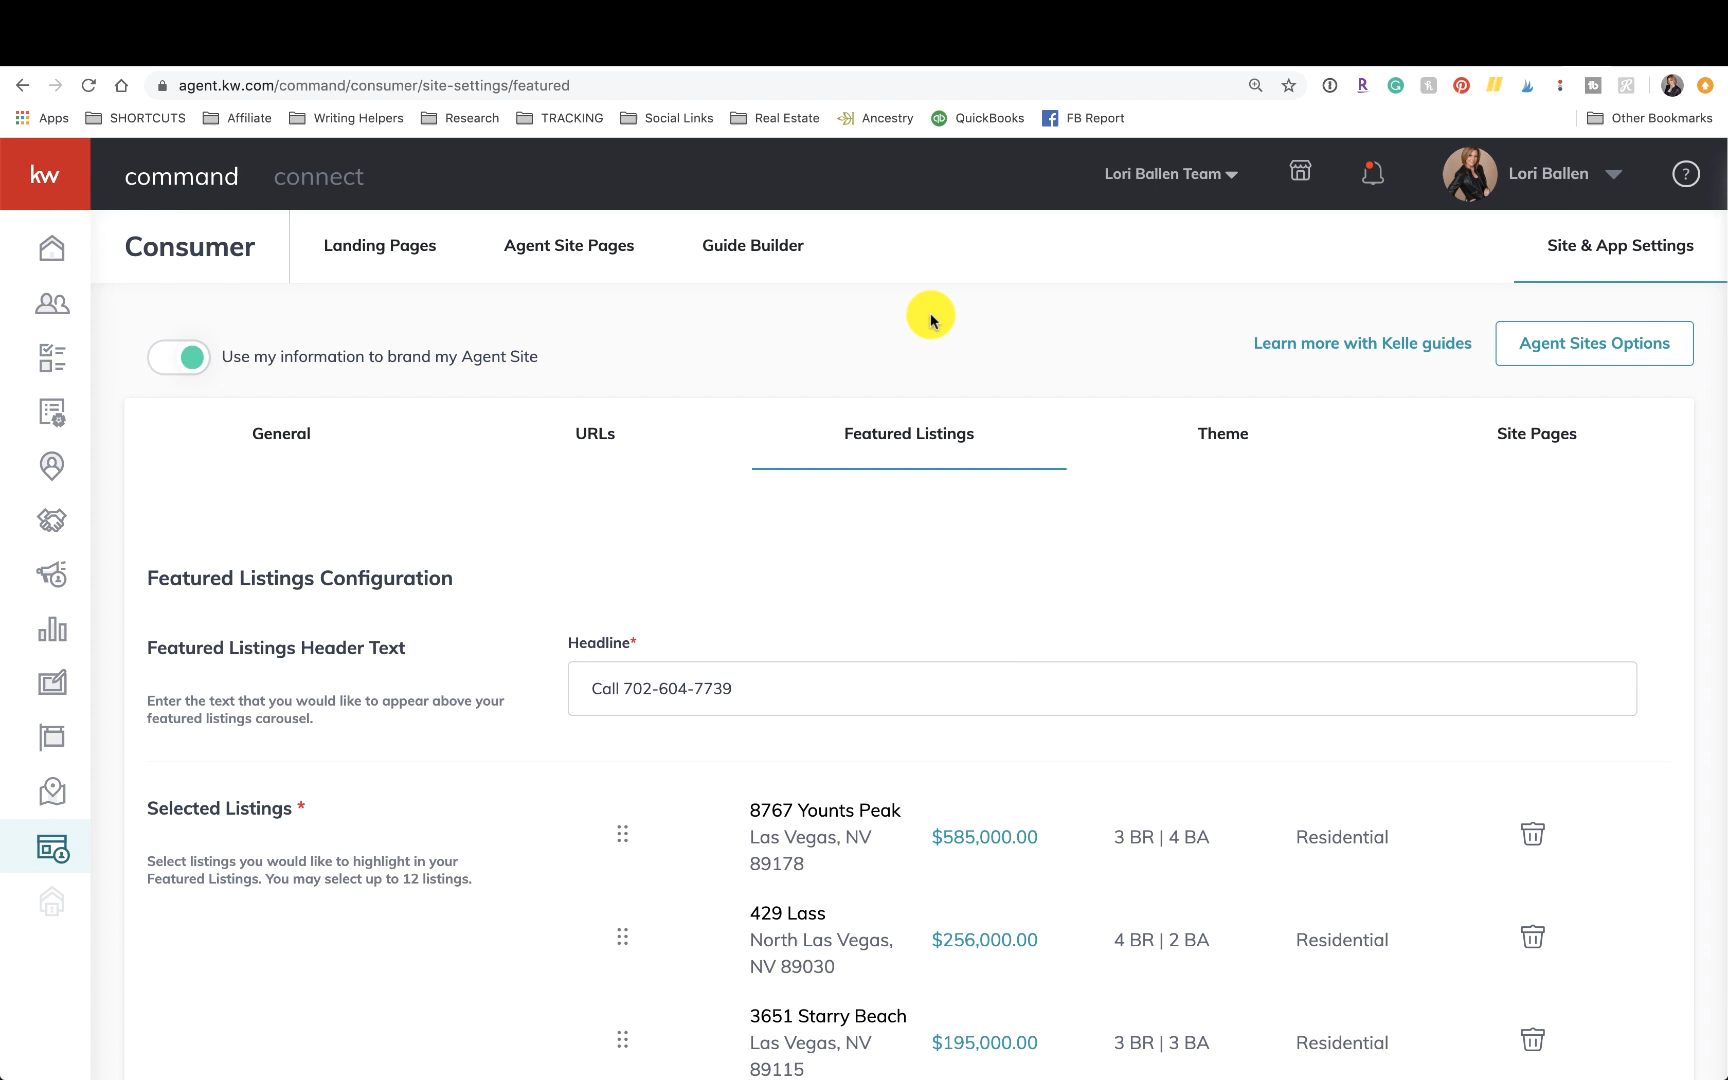 agent.kw.com/command/consumer/site-settings/featured
Apps SHORTCUTS Affiliate Writing Helpers Research TRACKING Social Links Real Estate Ancestry QuickBooks FB Report Other Bookmarks
kw command connect Lori Ballen Team Lori Ballen ?
Consumer Landing Pages Agent Site Pages Guide Builder Site & App Settings
Use my information to brand my Agent Site Learn more with Kelle guides Agent Sites Options
General URLs Featured Listings Theme Site Pages
Featured Listings Configuration
Featured Listings Header Text
Enter the text that you would like to appear above your
featured listings carousel.
Headline*
Call 702-604-7739
Selected Listings *
Select listings you would like to highlight in your
Featured Listings. You may select up to 12 listings.
8767 Younts Peak
Las Vegas, NV
89178
$585,000.00 3 BR | 4 BA Residential
429 Lass
North Las Vegas,
NV 89030
$256,000.00 4 BR | 2 BA Residential
3651 Starry Beach
Las Vegas, NV
89115
$195,000.00 3 BR | 3 BA Residential